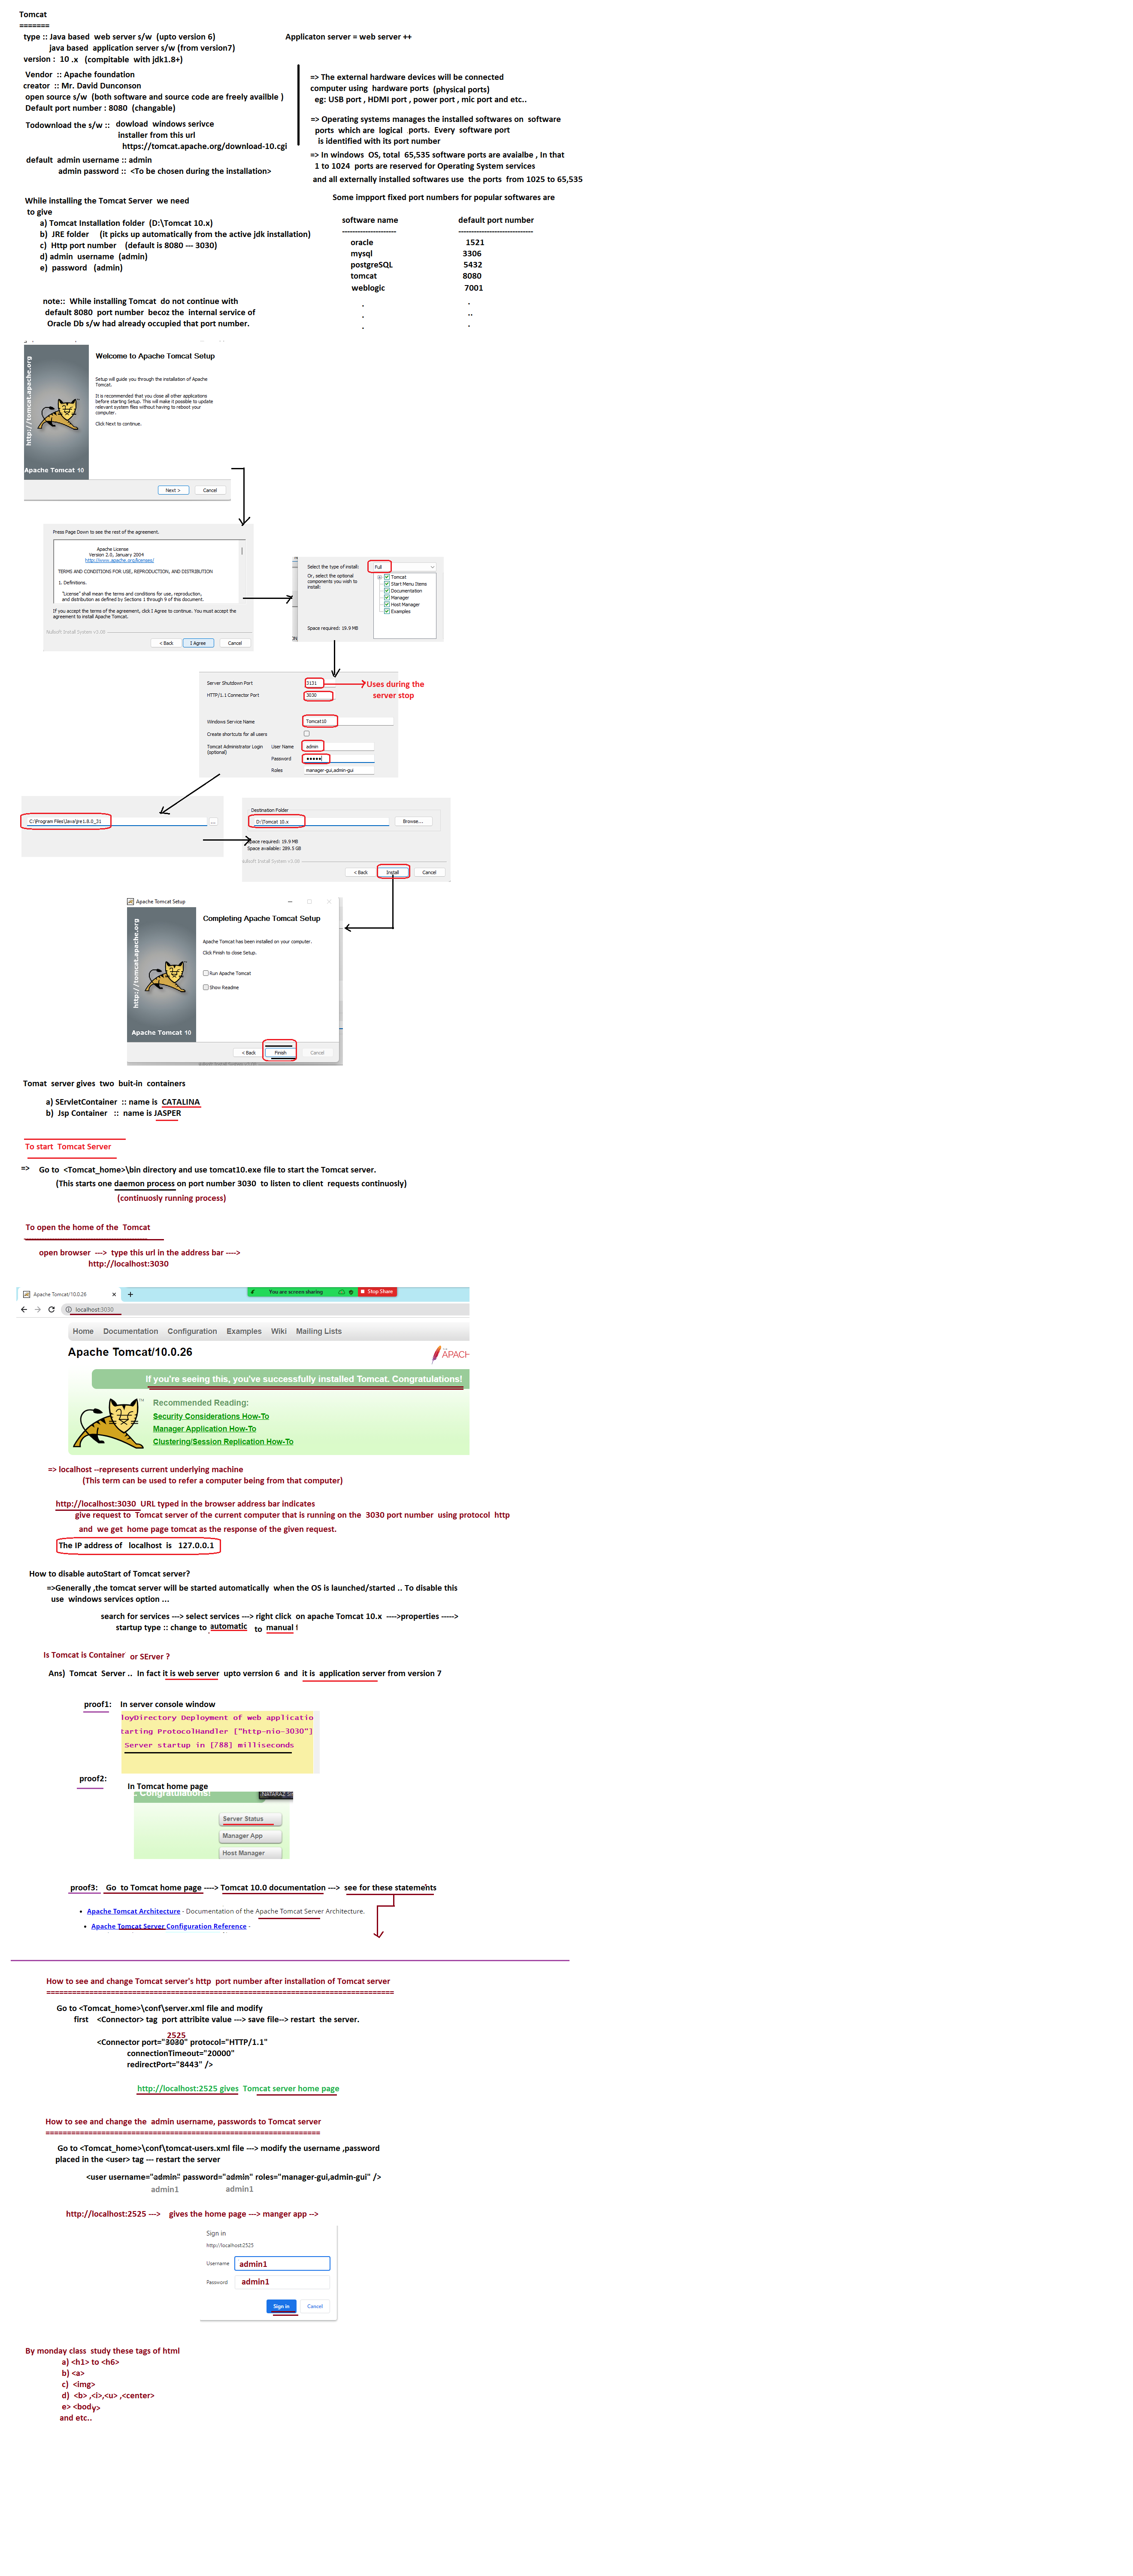 Tomcat
=======
type :: Java based  web server s/w  (upto version 6)
Applicaton server = web server ++
java based  application server s/w (from version7)
version :  10 .x   (compitable  with jdk1.8+)
Vendor  :: Apache foundation
creator  :: Mr. David Dunconson
open source s/w  (both software and source code are freely availble )
Default port number : 8080  (changable)
Todownload the s/w ::   dowload  windows serivce
installer from this url
https://tomcat.apache.org/download-10.cgi
default  admin username :: admin
admin password ::  <To be chosen during the installation>
=> The external hardware devices will be connected
computer using  hardware ports  (physical ports)
eg: USB port , HDMI port , power port , mic port and etc..
=> Operating systems manages the installed softwares on  software
ports  which are  logical  ports.  Every  software port
is identified with its port number
=> In windows  OS, total  65,535 software ports are avaialbe , In that
1 to 1024  ports are reserved for Operating System services
and all externally installed softwares use  the ports  from 1025 to 65,535
While installing the Tomcat Server  we need
to give
a) Tomcat Installation folder  (D:\Tomcat 10.x)
b)  JRE folder     (it picks up automatically from the active jdk installation)
c)  Http port number    (default is 8080 --- 3030)
d) admin  username  (admin)
e)  password   (admin)
Some impport fixed port numbers for popular softwares are
software name    default port number
---------------------    -----------------------------
oracle    1521
mysql    3306
postgreSQL    5432
tomcat    8080
weblogic    7001
.    .
.    ..
.    .
note::  While installing Tomcat  do not continue with
default 8080  port number  becoz the  internal service of
Oracle Db s/w had already occupied that port number.
http://tomcat.apache.org
Apache Tomcat 10
Welcome to Apache Tomcat Setup
Setup will guide you through the installation of Apache
Tomcat.
It is recommended that you close all other applications
before starting Setup. This will make it possible to update
relevant system files without having to reboot your
computer.
Click Next to continue.
Next >    Cancel
Press Page Down to see the rest of the agreement.
Apache License
Version 2.0, January 2004
http://www.apache.org/licenses/
TERMS AND CONDITIONS FOR USE, REPRODUCTION, AND DISTRIBUTION
1. Definitions.
"License" shall mean the terms and conditions for use, reproduction,
and distribution as defined by Sections 1 through 9 of this document.
If you accept the terms of the agreement, click I Agree to continue. You must accept the
agreement to install Apache Tomcat.
Nullsoft Install System v3.08
< Back    I Agree    Cancel
Select the type of install:    Full
Or, select the optional
components you wish to
install:
Tomcat
Start Menu Items
Documentation
Manager
Host Manager
Examples
Space required: 19.9 MB
Server Shutdown Port    3131
Uses during the
server stop
HTTP/1.1 Connector Port    3030
Windows Service Name    Tomcat10
Create shortcuts for all users
Tomcat Administrator Login
(optional)
User Name    admin
Password    •••••
Roles    manager-gui,admin-gui
C:\Program Files\Java\jre1.8.0_31    ...
Destination Folder
D:\Tomcat 10.x    Browse...
Space required: 19.9 MB
Space available: 289.5 GB
Nullsoft Install System v3.08
< Back    Install    Cancel
Apache Tomcat Setup
http://tomcat.apache.org
Apache Tomcat 10
Completing Apache Tomcat Setup
Apache Tomcat has been installed on your computer.
Click Finish to close Setup.
Run Apache Tomcat
Show Readme
< Back    Finish    Cancel
Tomat  server gives  two  buit-in  containers
a) SErvletContainer  :: name is  CATALINA
b)  Jsp Container   ::  name is JASPER
To start  Tomcat Server
=>    Go to  <Tomcat_home>\bin directory and use tomcat10.exe file to start the Tomcat server.
(This starts one daemon process on port number 3030  to listen to client  requests continuosly)
(continuosly running process)
To open the home of the  Tomcat
open browser  ---> type this url in the address bar ---->
http://localhost:3030
Apache Tomcat/10.0.26    ×    +
You are screen sharing    Stop Share
localhost:3030
Home    Documentation    Configuration    Examples    Wiki    Mailing Lists
Apache Tomcat/10.0.26
APACH
If you're seeing this, you've successfully installed Tomcat. Congratulations!
Recommended Reading:
Security Considerations How-To
Manager Application How-To
Clustering/Session Replication How-To
=> localhost --represents current underlying machine
(This term can be used to refer a computer being from that computer)
http://localhost:3030  URL typed in the browser address bar indicates
give request to  Tomcat server of the current computer that is running on the  3030 port number  using protocol  http
and  we get  home page tomcat as the response of the given request.
The IP address of   localhost  is   127.0.0.1
How to disable autoStart of Tomcat server?
=>Generally ,the tomcat server will be started automatically  when the OS is launched/started .. To disable this
use  windows services option ...
search for services ---> select services ---> right click  on apache Tomcat 10.x  ---->properties ----->
startup type :: change to  automatic   to  manual !
Is Tomcat is Container  or SErver ?
Ans)  Tomcat  Server ..  In fact it is web server  upto verrsion 6  and  it is  application server from version 7
proof1:    In server console window
loyDirectory Deployment of web applicatio
tarting ProtocolHandler ["http-nio-3030"]
Server startup in [788] milliseconds
proof2:
In Tomcat home page
Congratulations!
Server Status
Manager App
Host Manager
proof3:   Go  to Tomcat home page ----> Tomcat 10.0 documentation --->  see for these statements
• Apache Tomcat Architecture - Documentation of the Apache Tomcat Server Architecture.
• Apache Tomcat Server Configuration Reference -
How to see and change Tomcat server's http  port number after installation of Tomcat server
=================================================================================
Go to <Tomcat_home>\conf\server.xml file and modify
first    <Connector> tag  port attribite value ---> save file--> restart  the server.
2525
<Connector port="3030" protocol="HTTP/1.1"
connectionTimeout="20000"
redirectPort="8443" />
http://localhost:2525 gives  Tomcat server home page
How to see and change the  admin username, passwords to Tomcat server
================================================================
Go to <Tomcat_home>\conf\tomcat-users.xml file ---> modify the username ,password
placed in the <user> tag --- restart the server
<user username="admin" password="admin" roles="manager-gui,admin-gui" />
admin1    admin1
http://localhost:2525 --->    gives the home page ---> manger app -->
Sign in
http://localhost:2525
Username    admin1
Password    admin1
Sign in    Cancel
By monday class  study these tags of html
a) <h1> to <h6>
b) <a>
c)  <img>
d)  <b> ,<i>,<u> ,<center>
e> <body>
and etc..